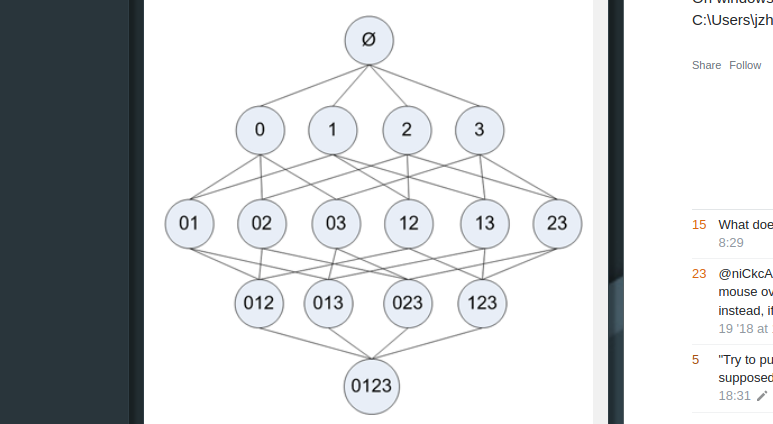 Ø
0 1 2 3
01 02 03 12 13 23
012 013 023 123
0123
C:\Users\jzh
Share Follow
15 What doe
8:29
23 @niCkcA
mouse ov
instead, if
19 '18 at
5 "Try to pu
supposed
18:31